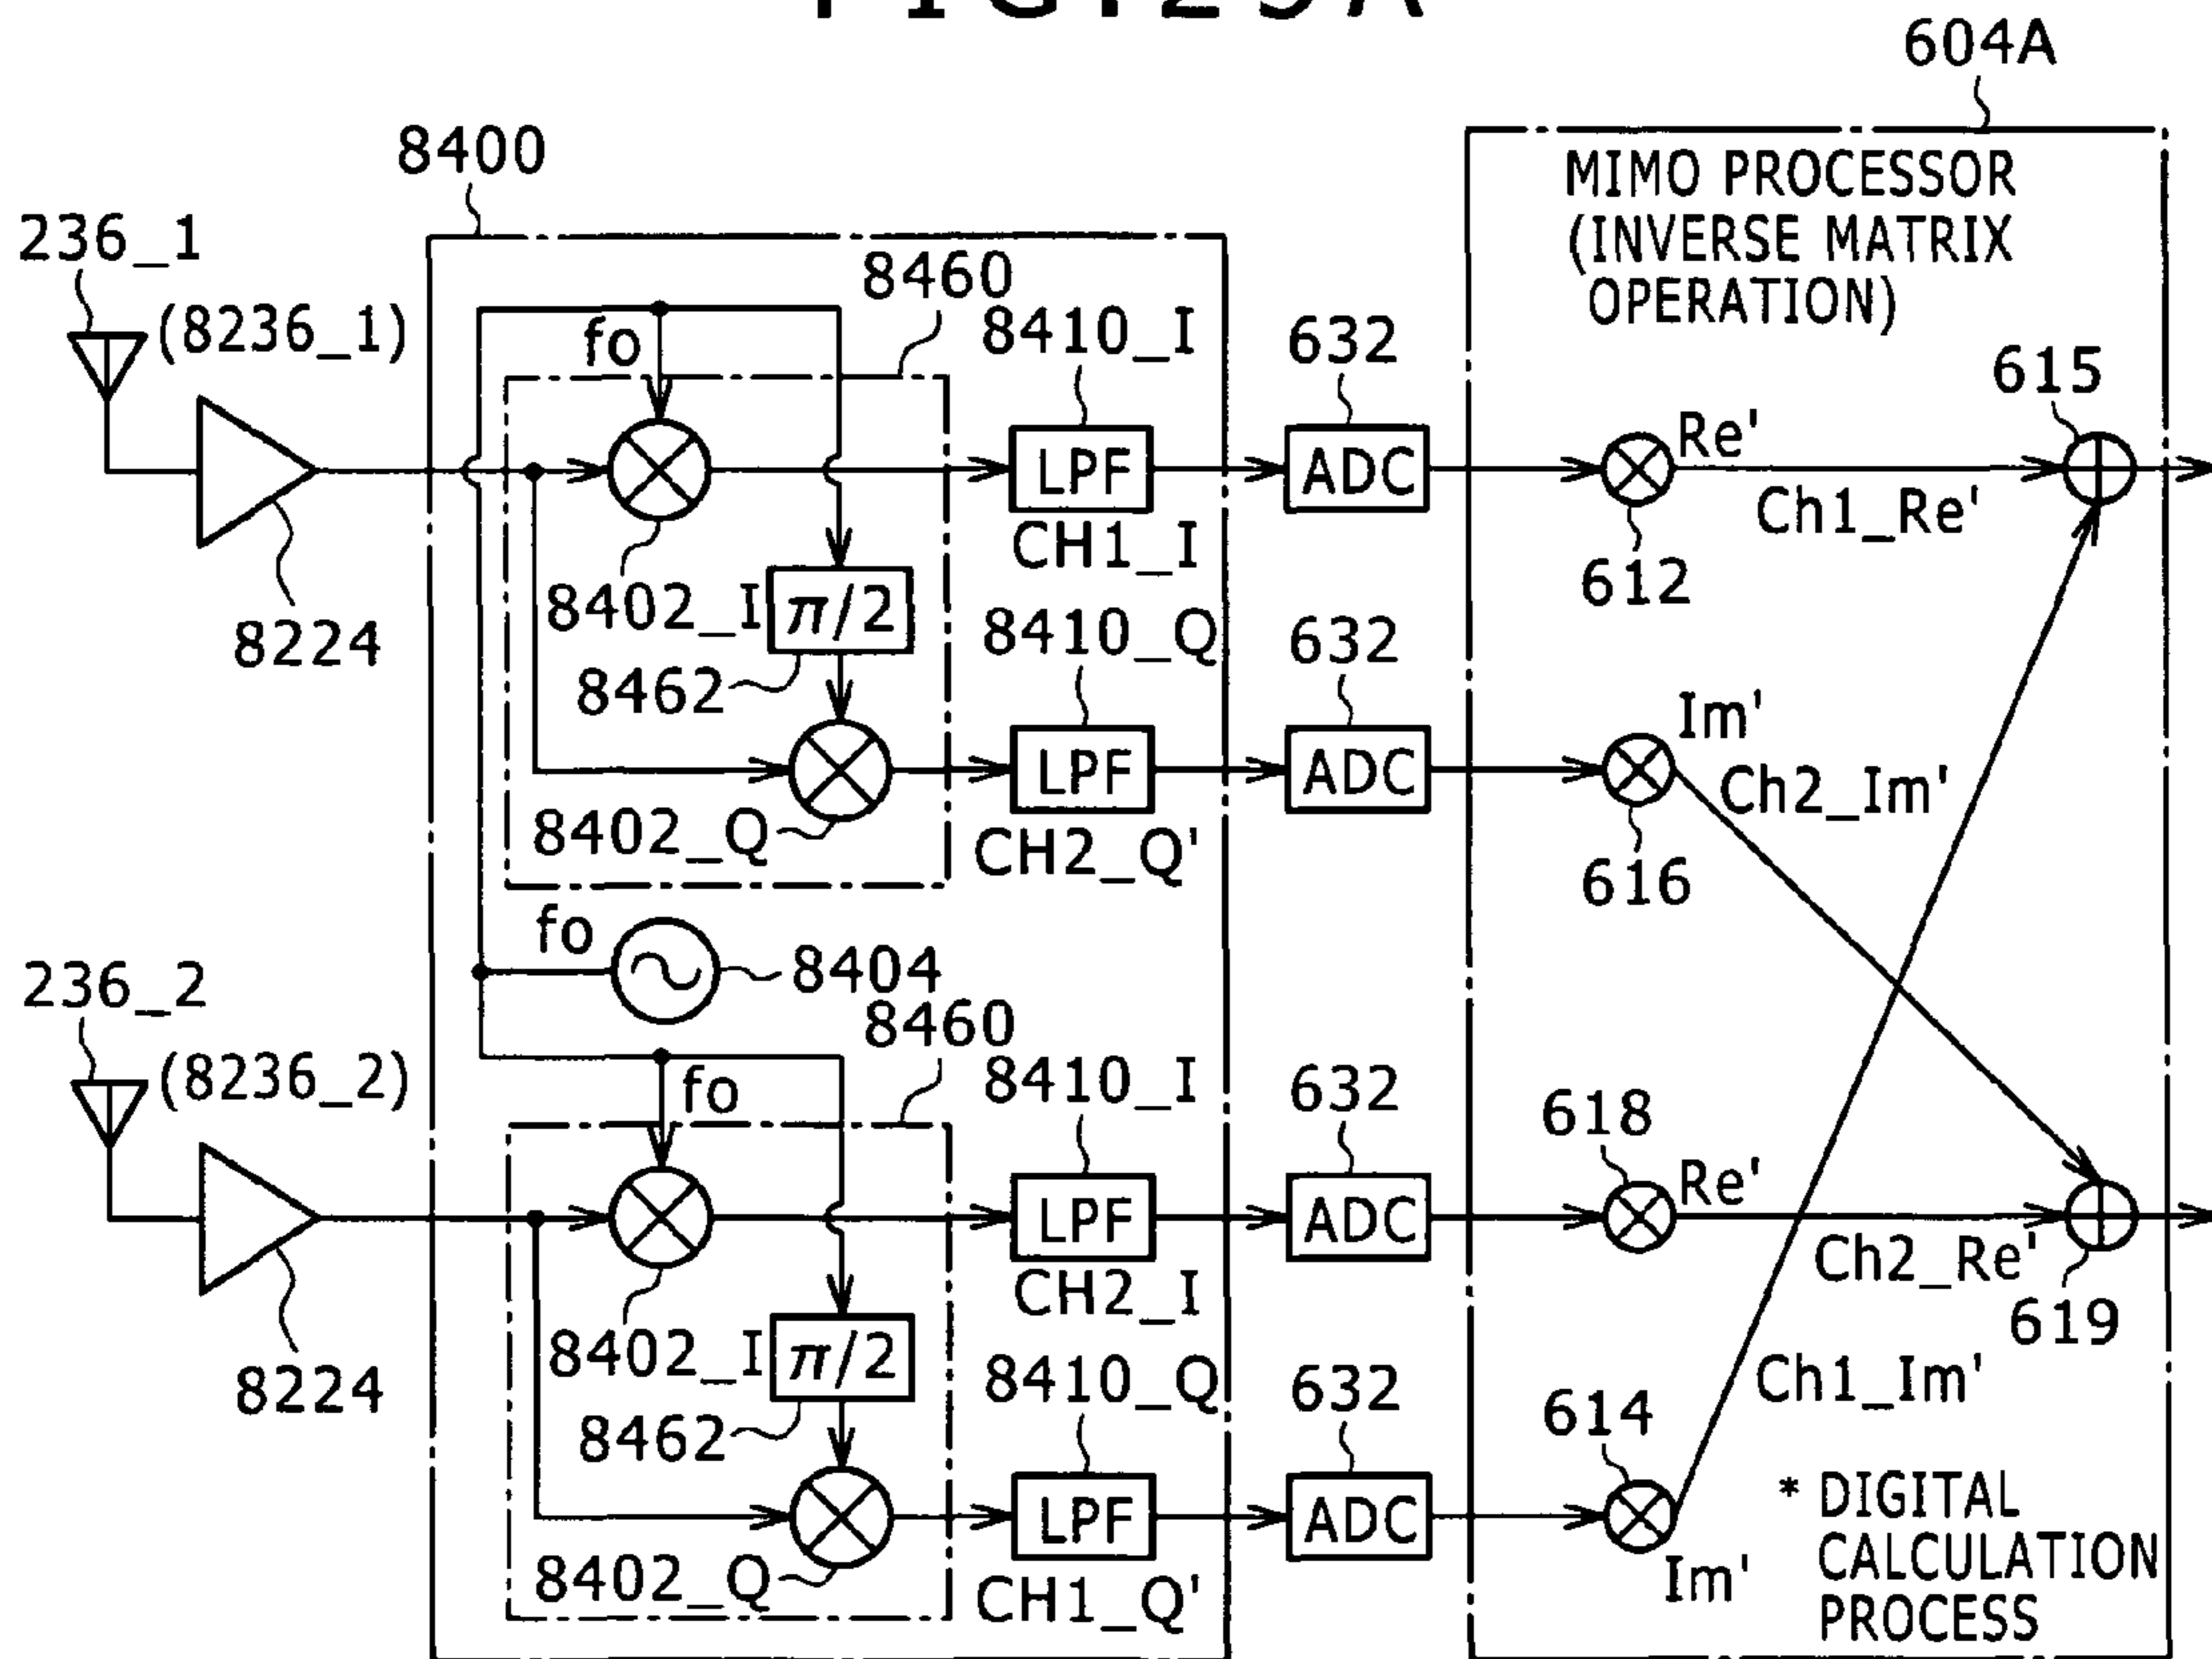 FIG.25A
604A
8400
MIMO PROCESSOR
(INVERSE MATRIX
OPERATION)
236_1
(8236_1)
8460
fo
8410_I
632
615
LPF
ADC
Re'
Ch1_Re'
CH1_I
612
8224
8402_I
π/2
8462
8410_Q
632
LPF
ADC
Im'
Ch2_Im'
8402_Q
CH2_Q'
616
fo
8404
236_2
(8236_2)
8460
fo
8410_I
632
618
LPF
ADC
Re'
Ch2_Re'
CH2_I
619
8224
8402_I
π/2
8462
8410_Q
632
Ch1_Im'
614
LPF
ADC
Im'
8402_Q
CH1_Q'
* DIGITAL
CALCULATION
PROCESS